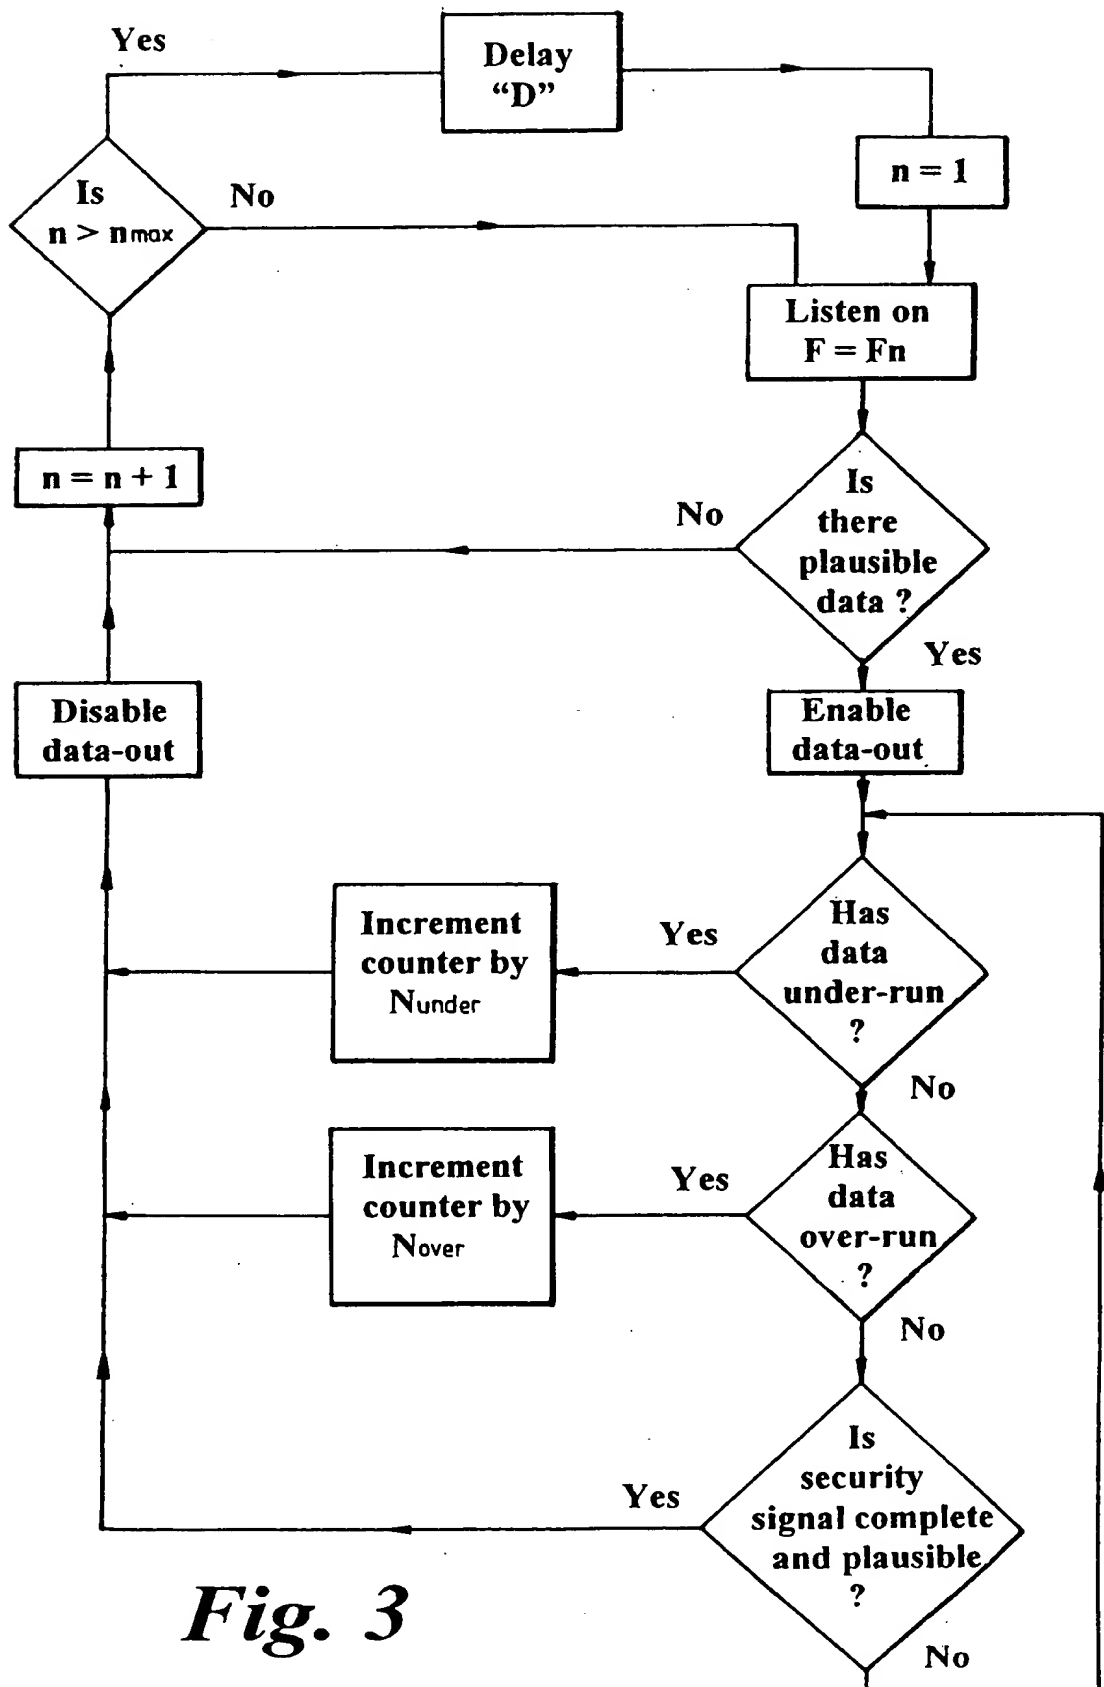 Yes
Delay
“D”
n = 1
Is
n > nmax
No
Listen on
F = Fn
n = n + 1
No
Is
there
plausible
data ?
Yes
Disable
data-out
Enable
data-out
Increment
counter by
Nunder
Yes
Has
data
under-run
?
No
Increment
counter by
Nover
Yes
Has
data
over-run
?
No
Yes
Is
security
signal complete
and plausible
?
No
Fig. 3